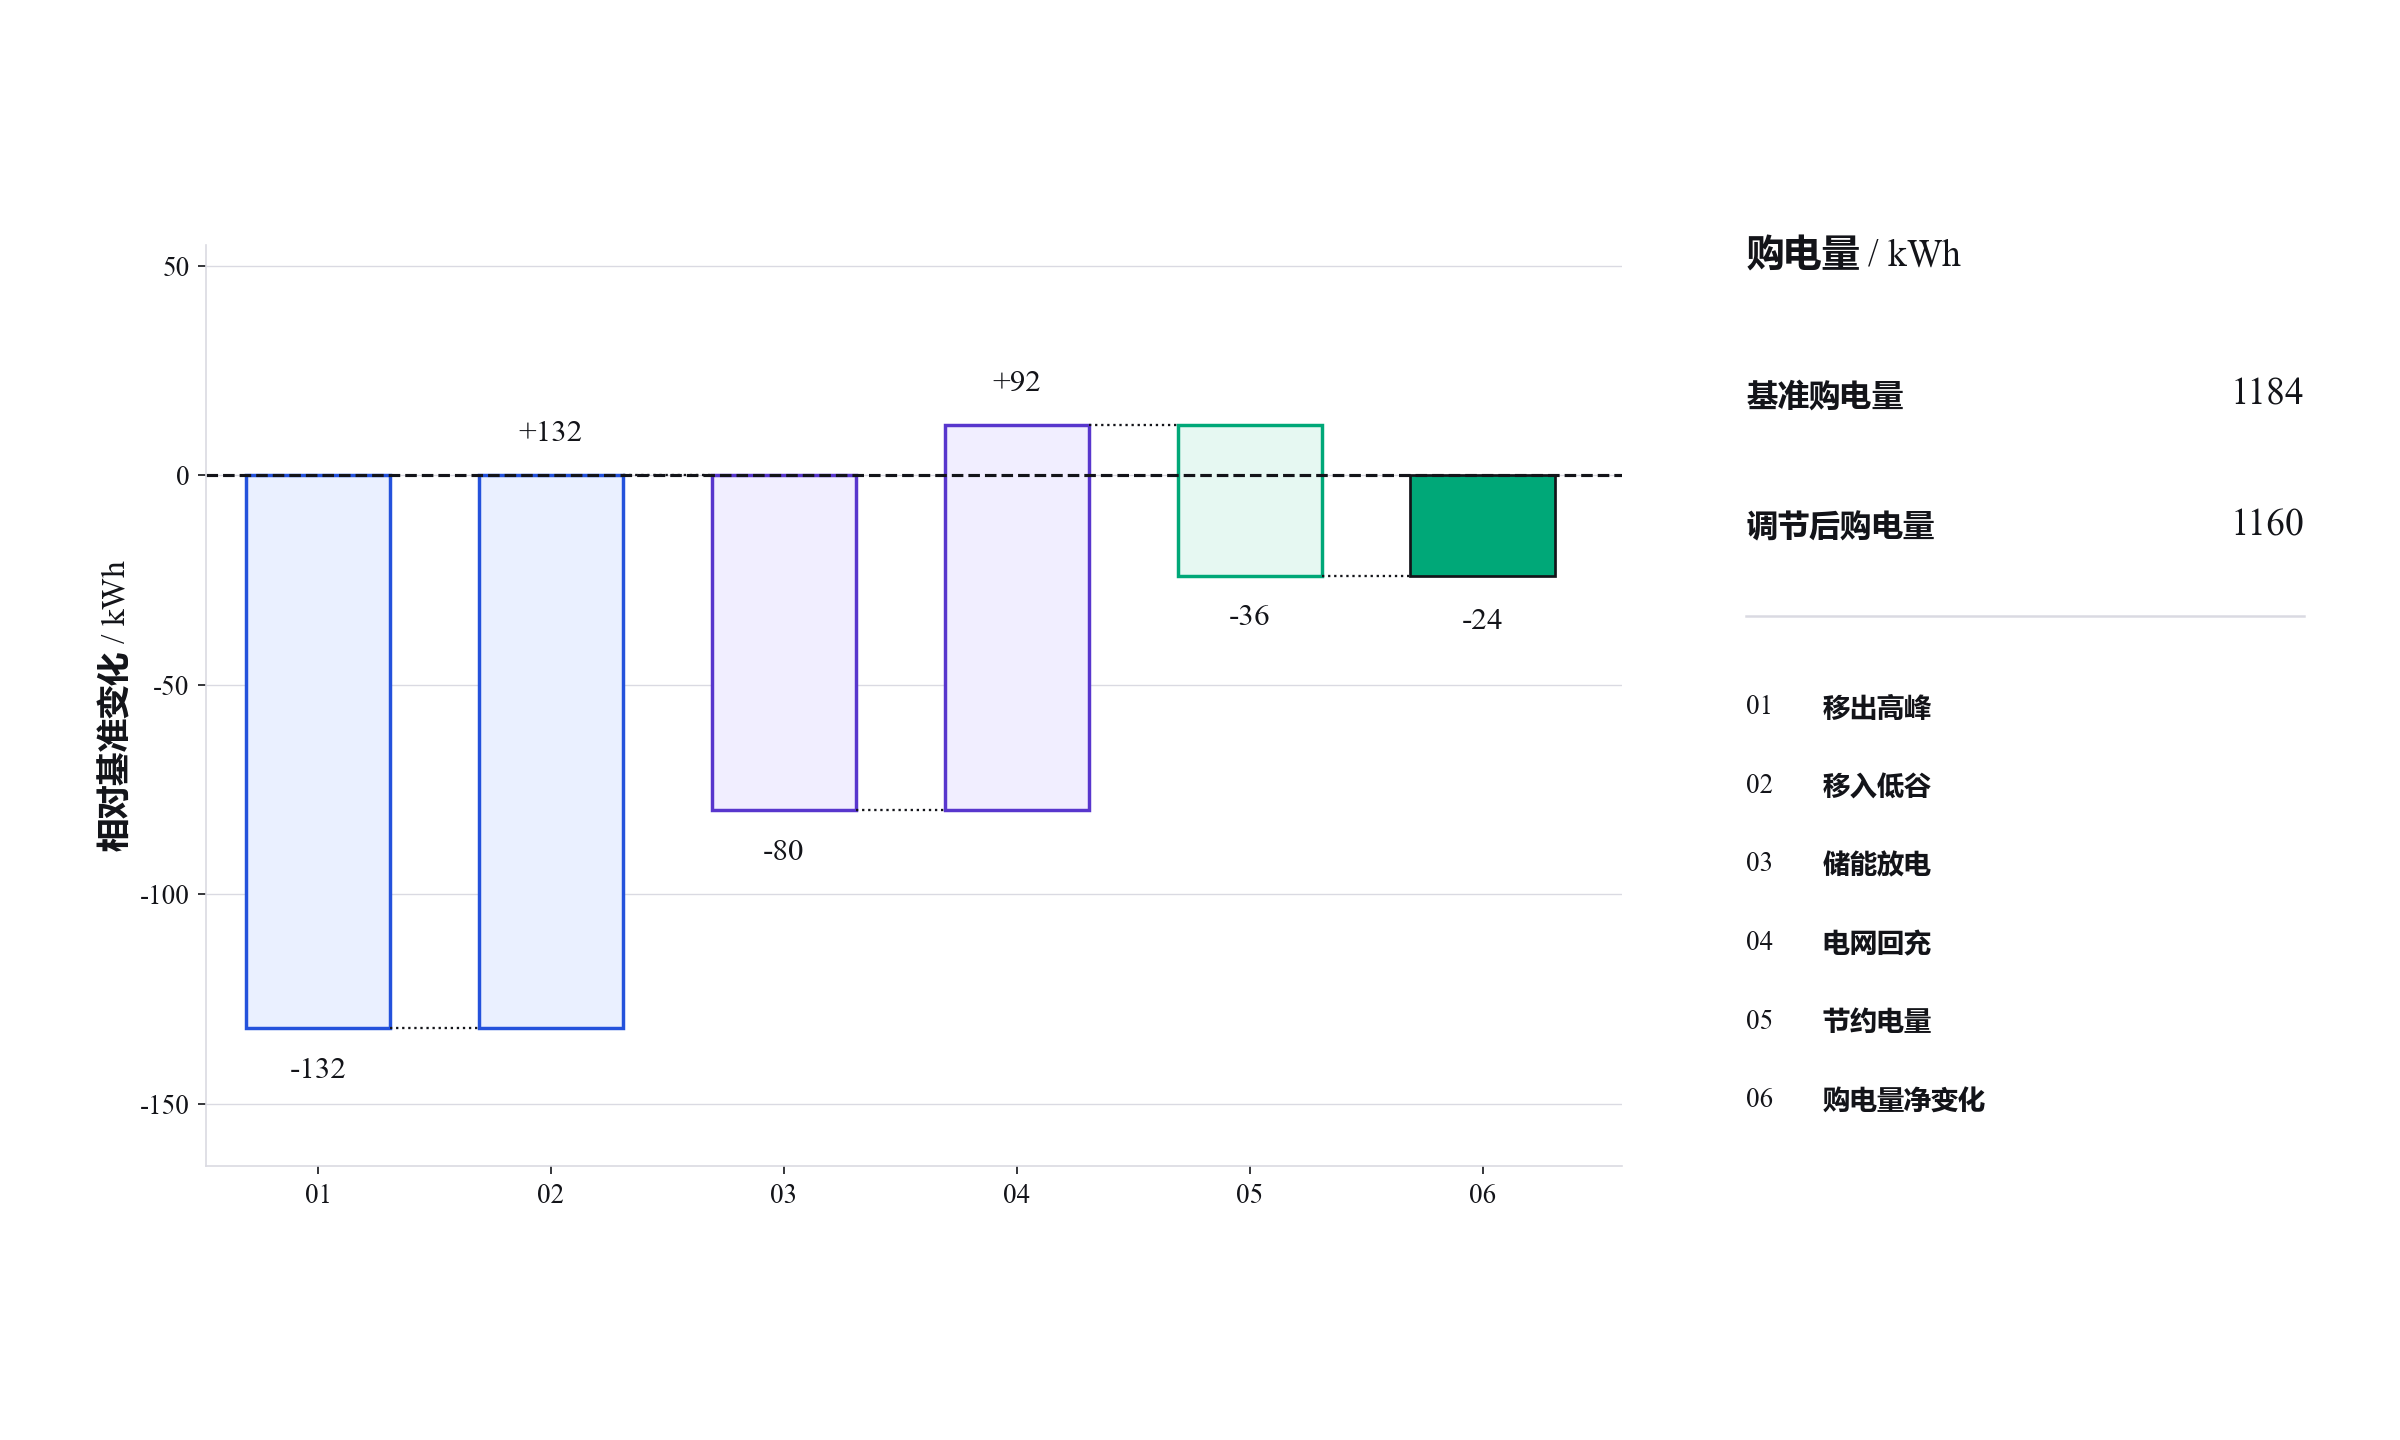 相对基准变化 / kWh
50
0
-50
-100
-150
-132
+132
-80
+92
-36
-24
01
02
03
04
05
06
购电量 / kWh
基准购电量 1184
调节后购电量 1160
01 移出高峰
02 移入低谷
03 储能放电
04 电网回充
05 节约电量
06 购电量净变化